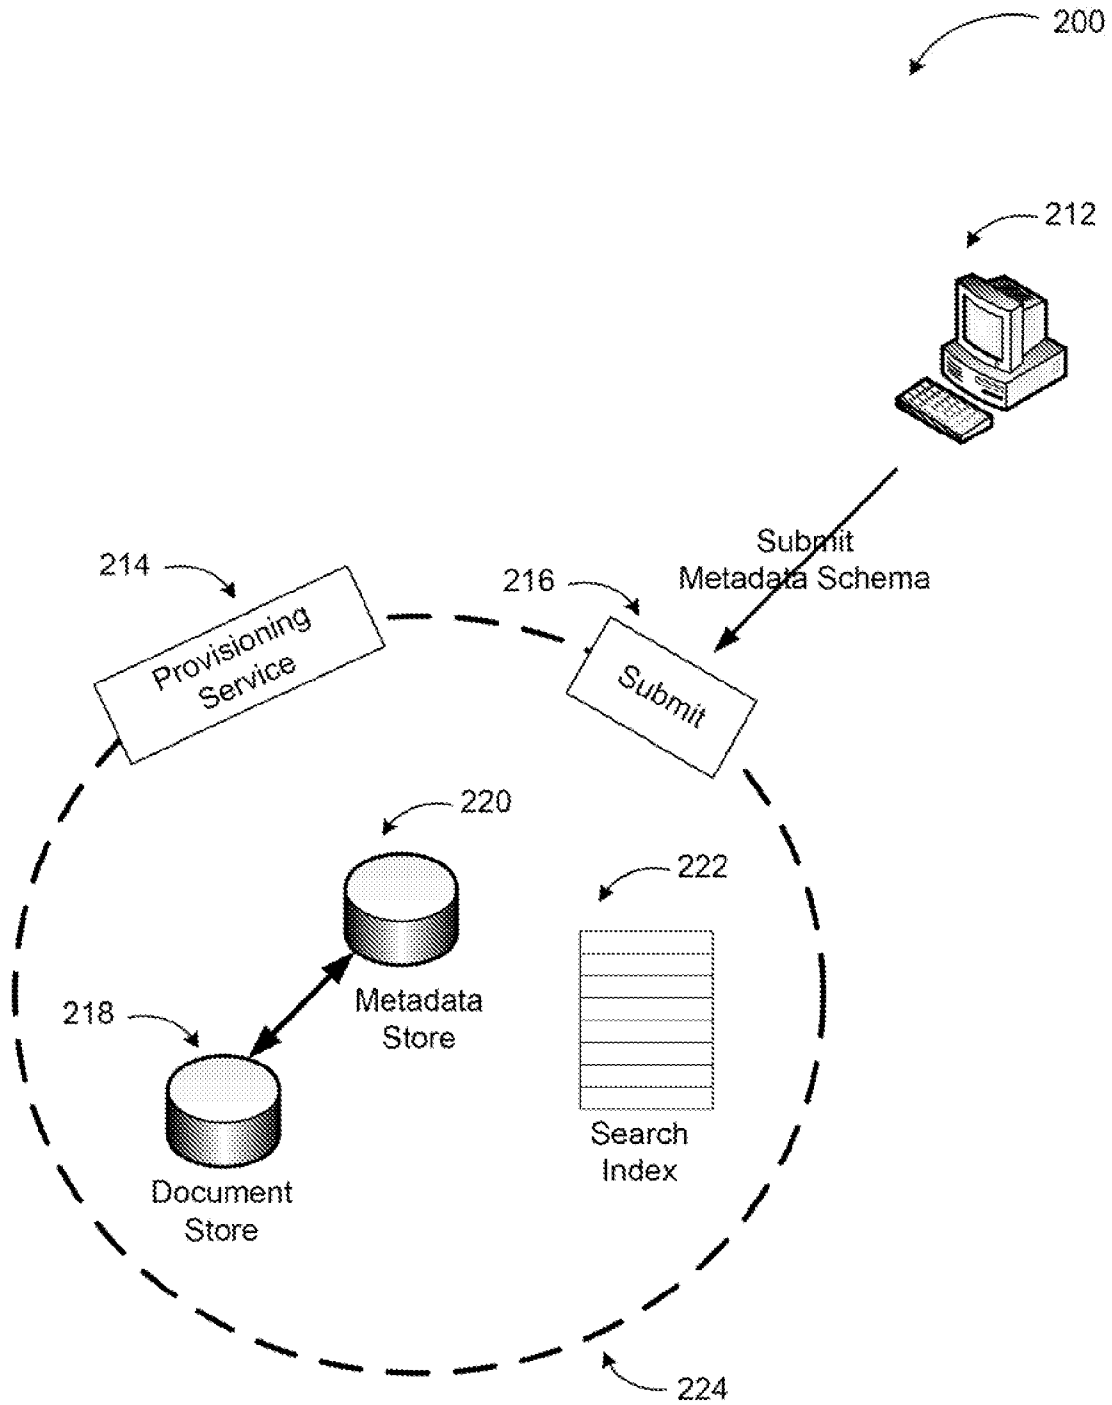 200
212
Submit
Metadata Schema
214
216
Provisioning
Service
Submit
220
222
Metadata
Store
218
Search
Index
Document
Store
224